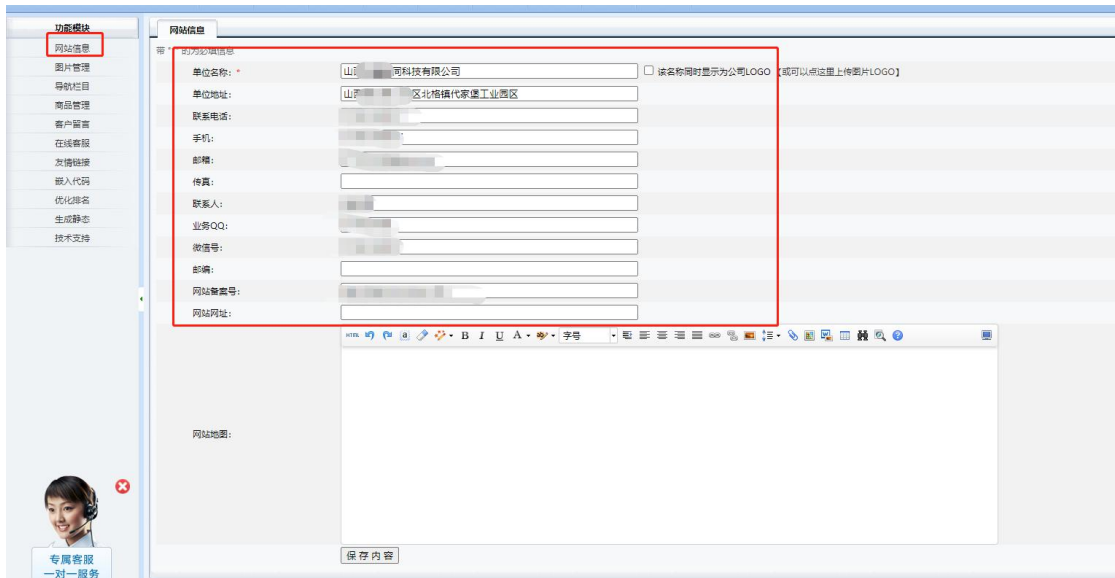 功能模块
网站信息
图片管理
导航栏目
商品管理
客户留言
在线客服
友情链接
嵌入代码
优化排名
生成静态
技术支持
专属客服
一对一服务
网站信息
带 * 的为必填信息
单位名称: * 山西 同科技有限公司 该名称同时显示为公司LOGO 【或可以点这里上传图片LOGO】
单位地址: 山西 区北格镇代家堡工业园区
联系电话:
手机:
邮箱:
传真:
联系人:
业务QQ:
微信号:
邮编:
网站备案号:
网站网址:
HTML B I U A 字号
网站地图:
保存内容